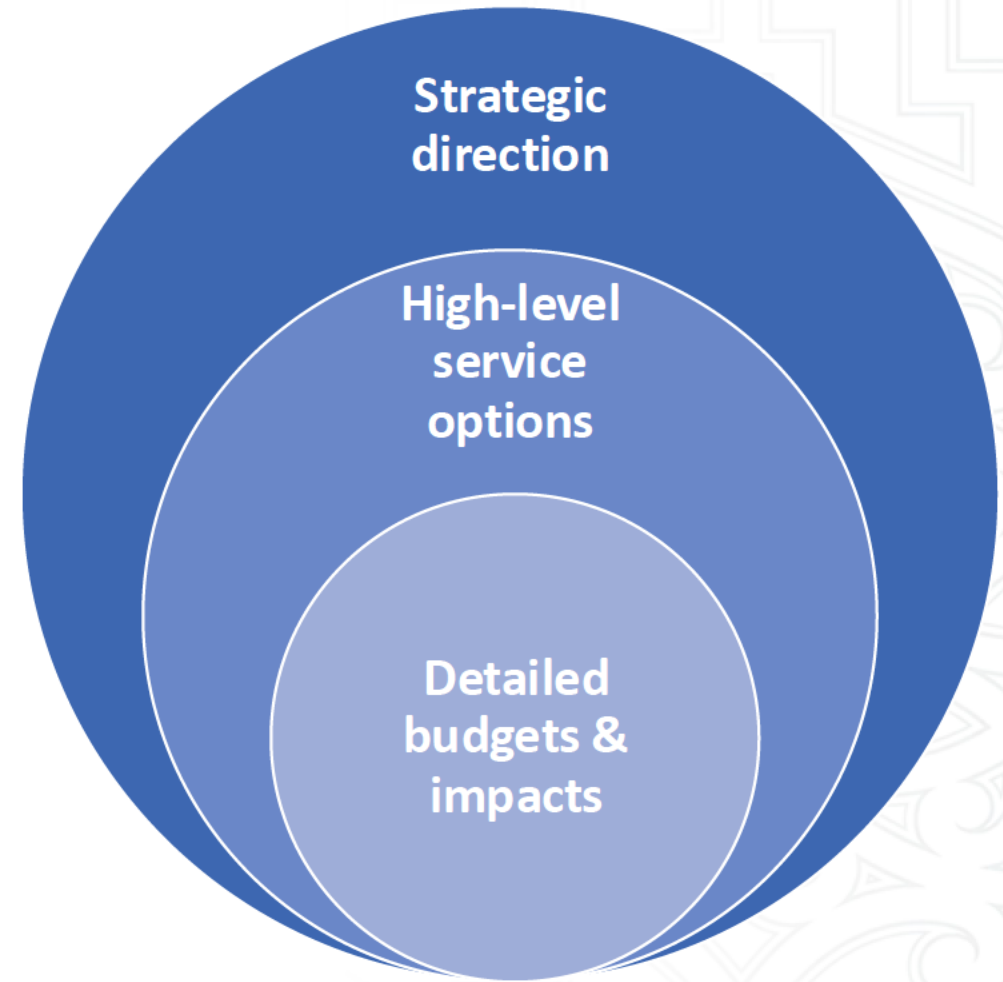 Strategic
direction
High-level
service
options
Detailed
budgets &
impacts